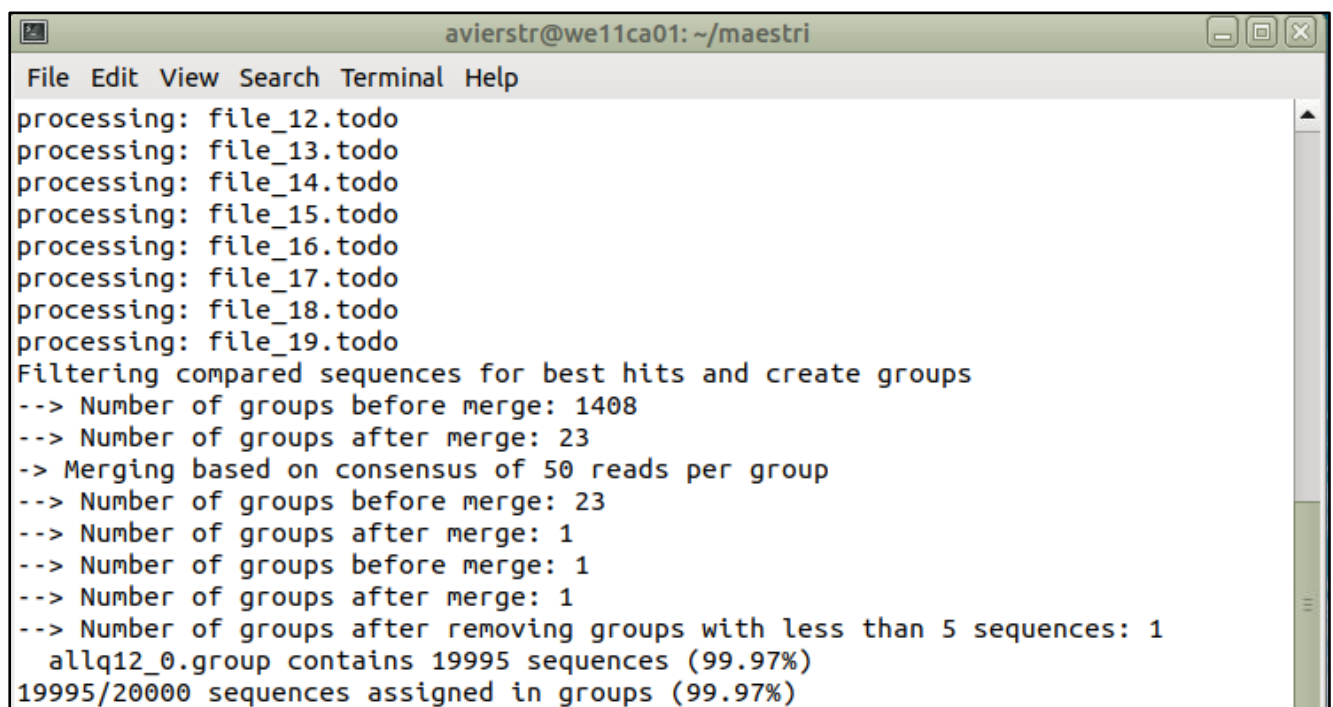 avierstr@we11ca01: ~/maestri
File Edit View Search Terminal Help
processing: file_12.todo
processing: file_13.todo
processing: file_14.todo
processing: file_15.todo
processing: file_16.todo
processing: file_17.todo
processing: file_18.todo
processing: file_19.todo
Filtering compared sequences for best hits and create groups
--> Number of groups before merge: 1408
--> Number of groups after merge: 23
-> Merging based on consensus of 50 reads per group
--> Number of groups before merge: 23
--> Number of groups after merge: 1
--> Number of groups before merge: 1
--> Number of groups after merge: 1
--> Number of groups after removing groups with less than 5 sequences: 1
  allq12_0.group contains 19995 sequences (99.97%)
19995/20000 sequences assigned in groups (99.97%)